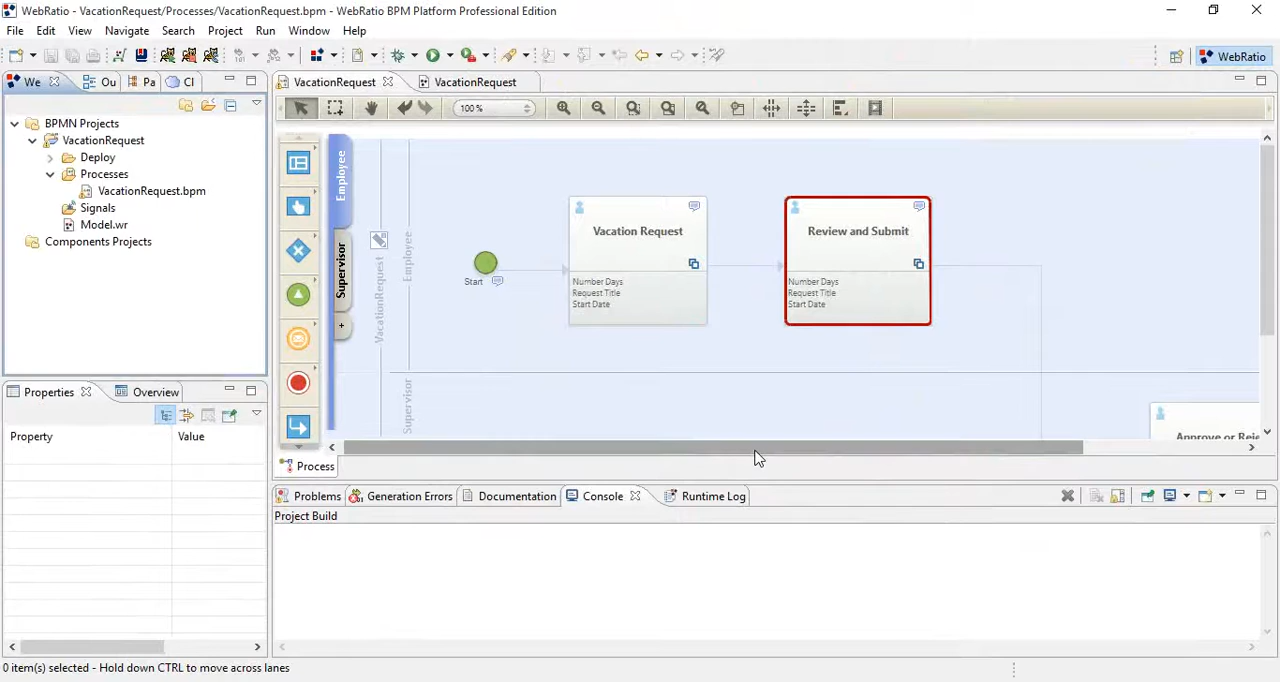 WebRatio - VacationRequest/Processes/VacationRequest.bpm - WebRatio BPM Platform Professional Edition
File Edit View Navigate Search Project Run Window Help
WebRatio
We Ou Pa Cl
VacationRequest VacationRequest
100 %
BPMN Projects
VacationRequest
Deploy
Processes
VacationRequest.bpm
Signals
Model.wr
Components Projects
Employee
Supervisor
+
VacationRequest
Employee
Supervisor
Start
Vacation Request
Number Days
Request Title
Start Date
Review and Submit
Number Days
Request Title
Start Date
Approve or Reje
Process
Properties Overview
Property Value
Problems Generation Errors Documentation Console Runtime Log
Project Build
0 item(s) selected - Hold down CTRL to move across lanes